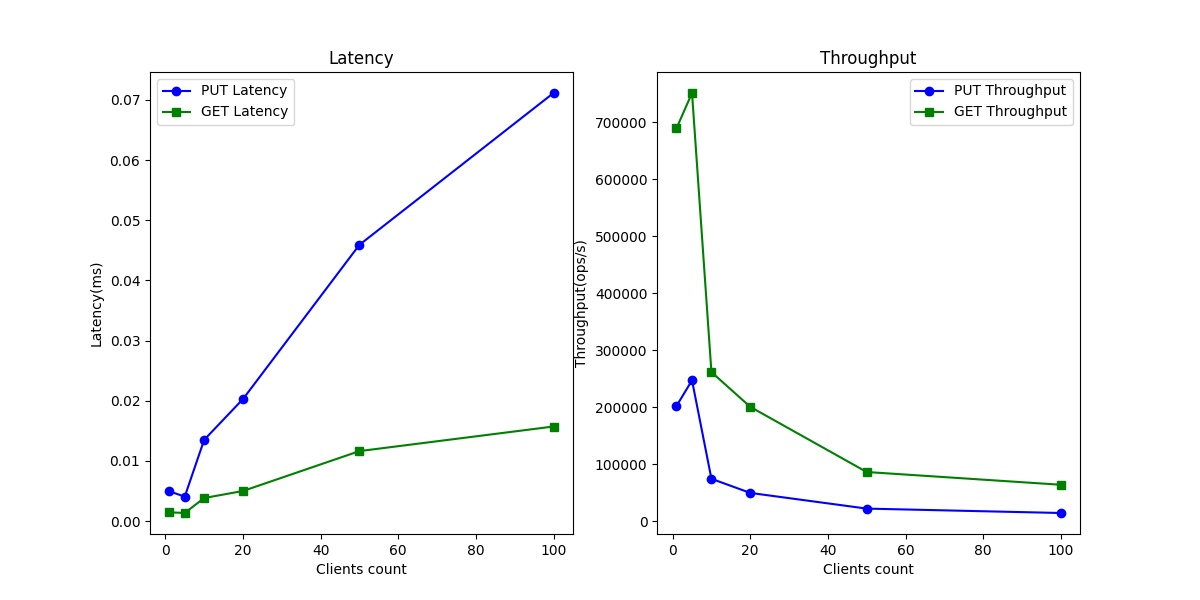 Latency
PUT Latency
GET Latency
Latency(ms)
0.07
0.06
0.05
0.04
0.03
0.02
0.01
0.00
0 20 40 60 80 100
Clients count
Throughput
PUT Throughput
GET Throughput
Throughput(ops/s)
700000
600000
500000
400000
300000
200000
100000
0
0 20 40 60 80 100
Clients count